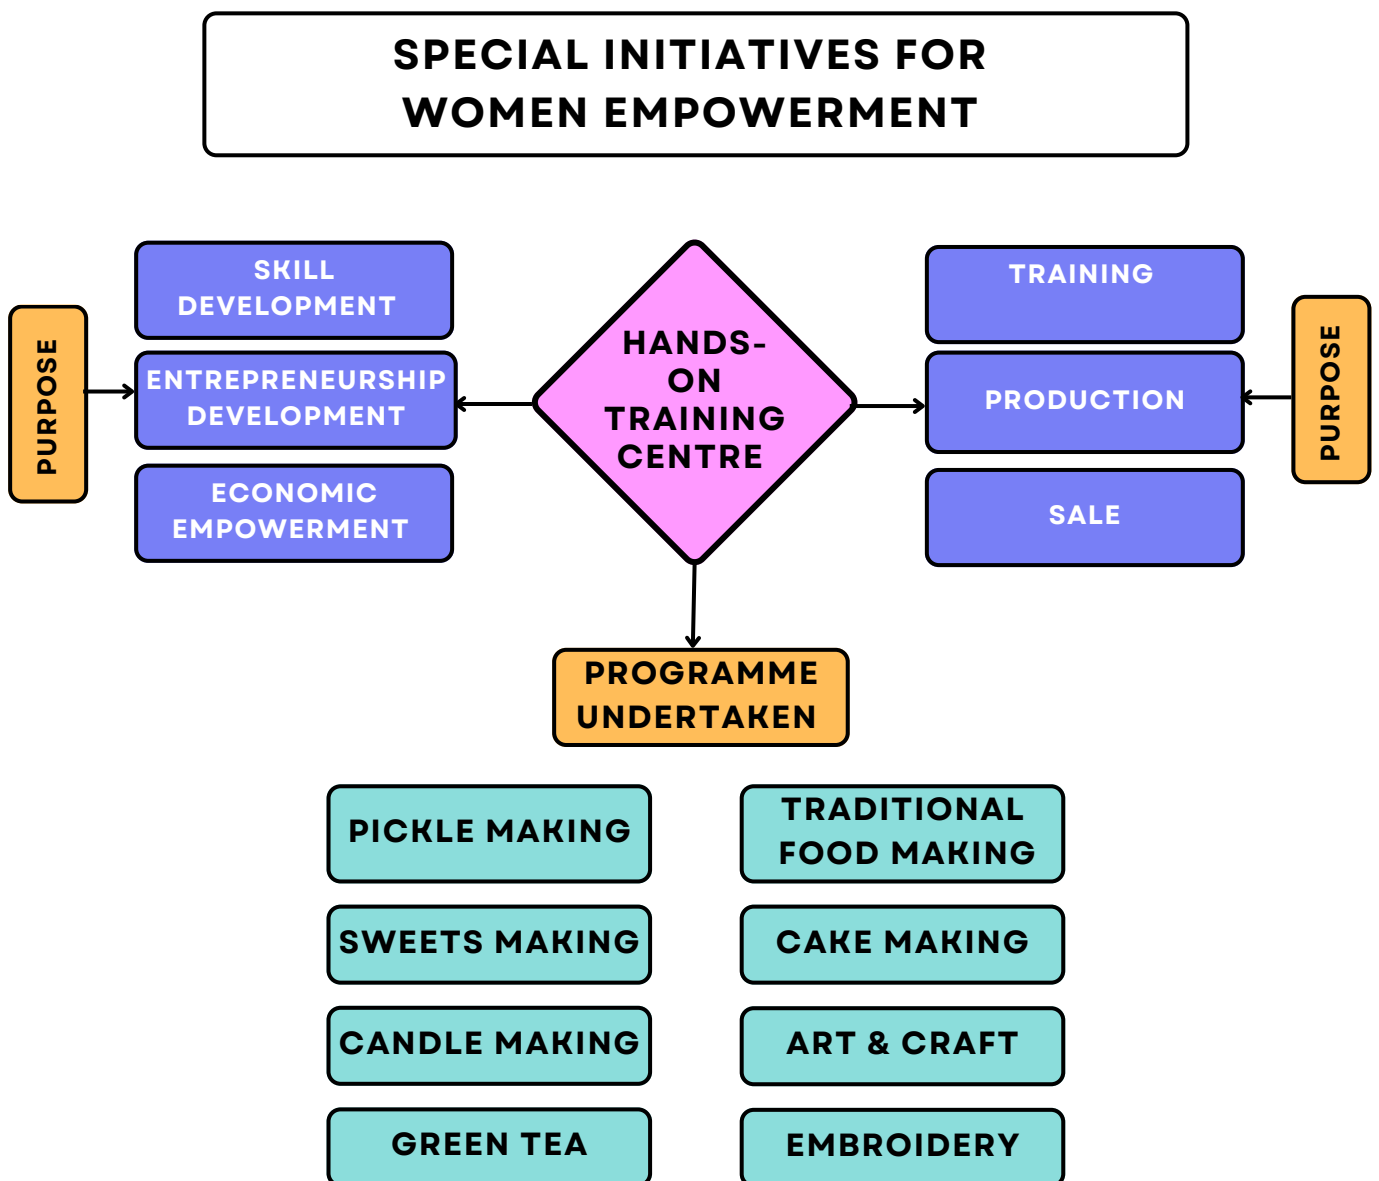 SPECIAL INITIATIVES FOR
WOMEN EMPOWERMENT
PURPOSE
SKILL
DEVELOPMENT
ENTREPRENEURSHIP
DEVELOPMENT
ECONOMIC
EMPOWERMENT
HANDS-
ON
TRAINING
CENTRE
TRAINING
PRODUCTION
SALE
PURPOSE
PROGRAMME
UNDERTAKEN
PICKLE MAKING
TRADITIONAL
FOOD MAKING
SWEETS MAKING
CAKE MAKING
CANDLE MAKING
ART & CRAFT
GREEN TEA
EMBROIDERY